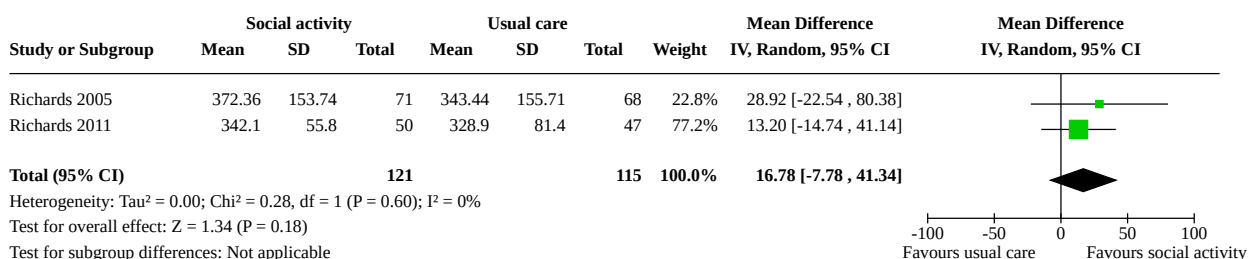 Social activity Usual care Mean Difference Mean Difference
Study or Subgroup Mean SD Total Mean SD Total Weight IV, Random, 95% CI IV, Random, 95% CI
Richards 2005 372.36 153.74 71 343.44 155.71 68 22.8% 28.92 [-22.54 , 80.38]
Richards 2011 342.1 55.8 50 328.9 81.4 47 77.2% 13.20 [-14.74 , 41.14]
Total (95% CI) 121 115 100.0% 16.78 [-7.78 , 41.34]
Heterogeneity: Tau² = 0.00; Chi² = 0.28, df = 1 (P = 0.60); I² = 0%
Test for overall effect: Z = 1.34 (P = 0.18)
-100 -50 0 50 100
Test for subgroup differences: Not applicable Favours usual care Favours social activity